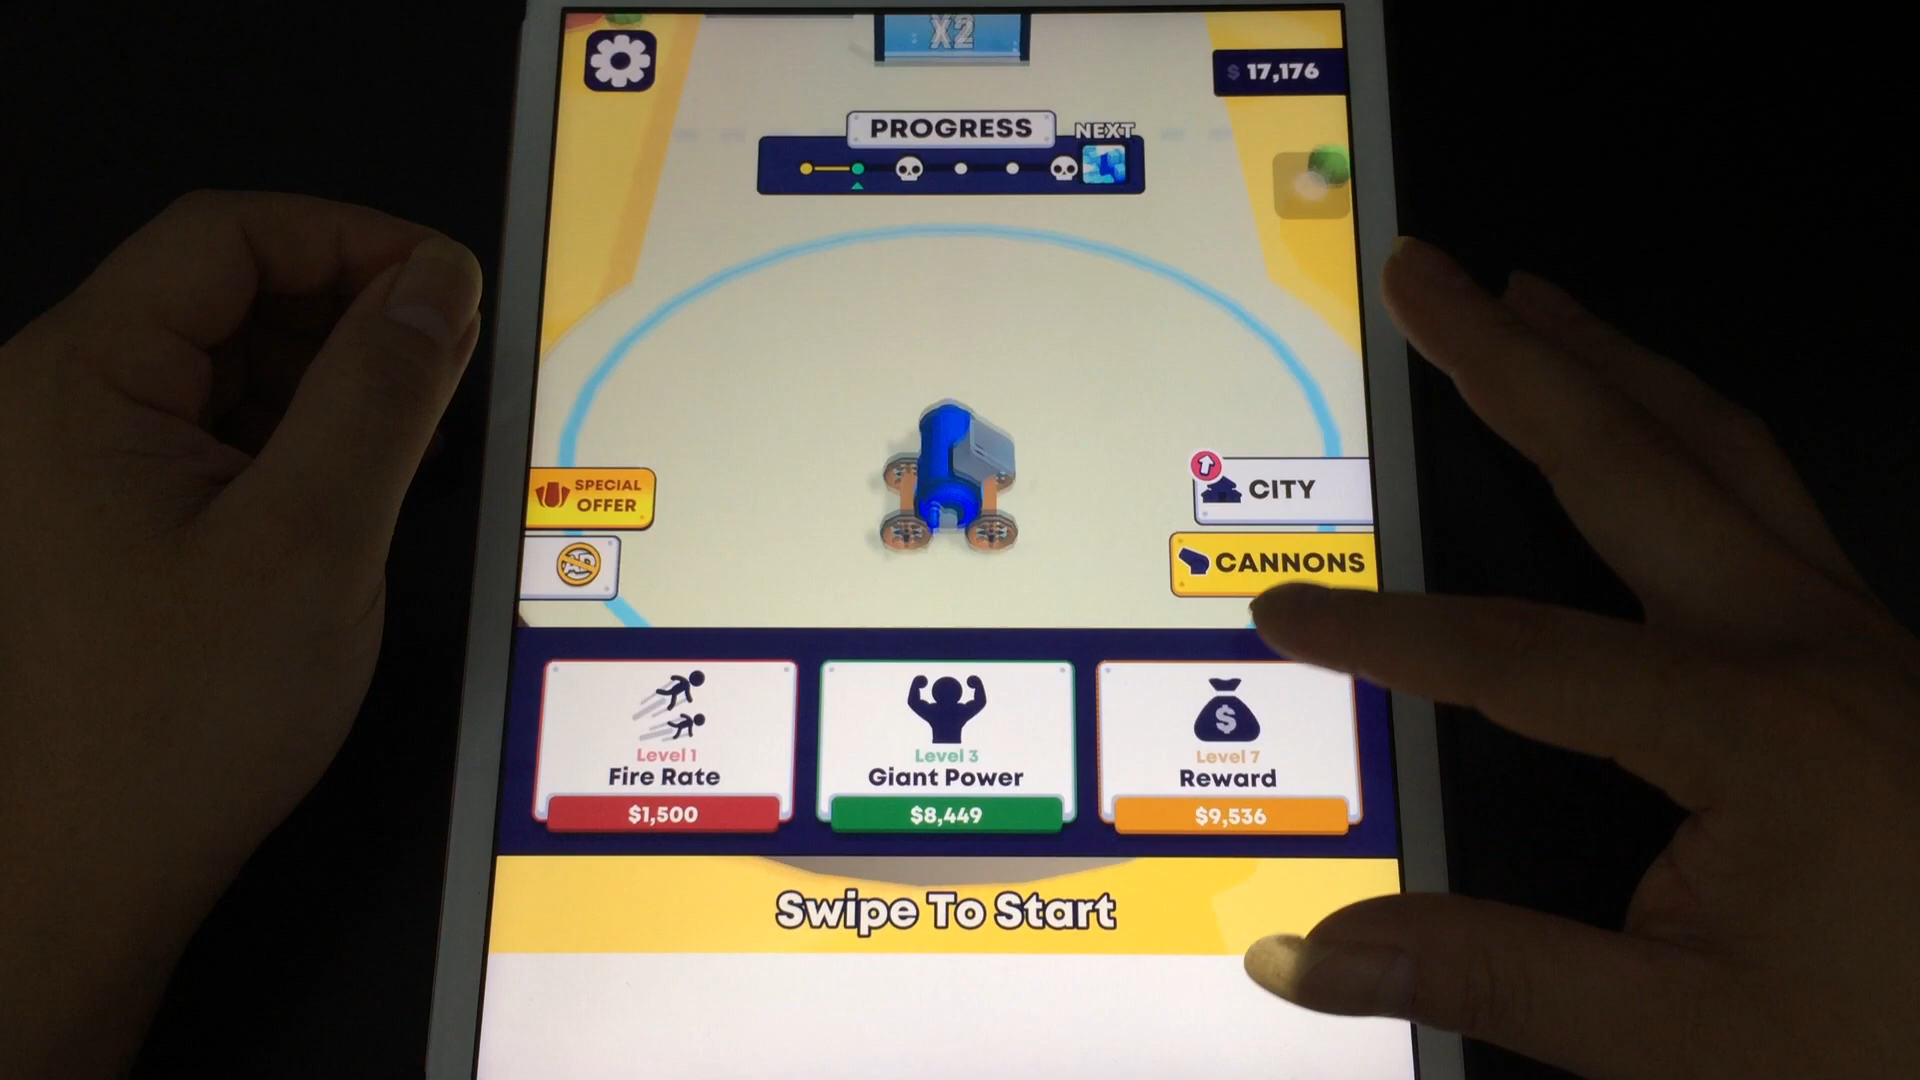 X2
$ 17,176
PROGRESS
NEXT
SPECIAL
OFFER
AD
CITY
CANNONS
Level 1
Fire Rate
$1,500
Level 3
Giant Power
$8,449
$
Level 7
Reward
$9,536
Swipe To Start